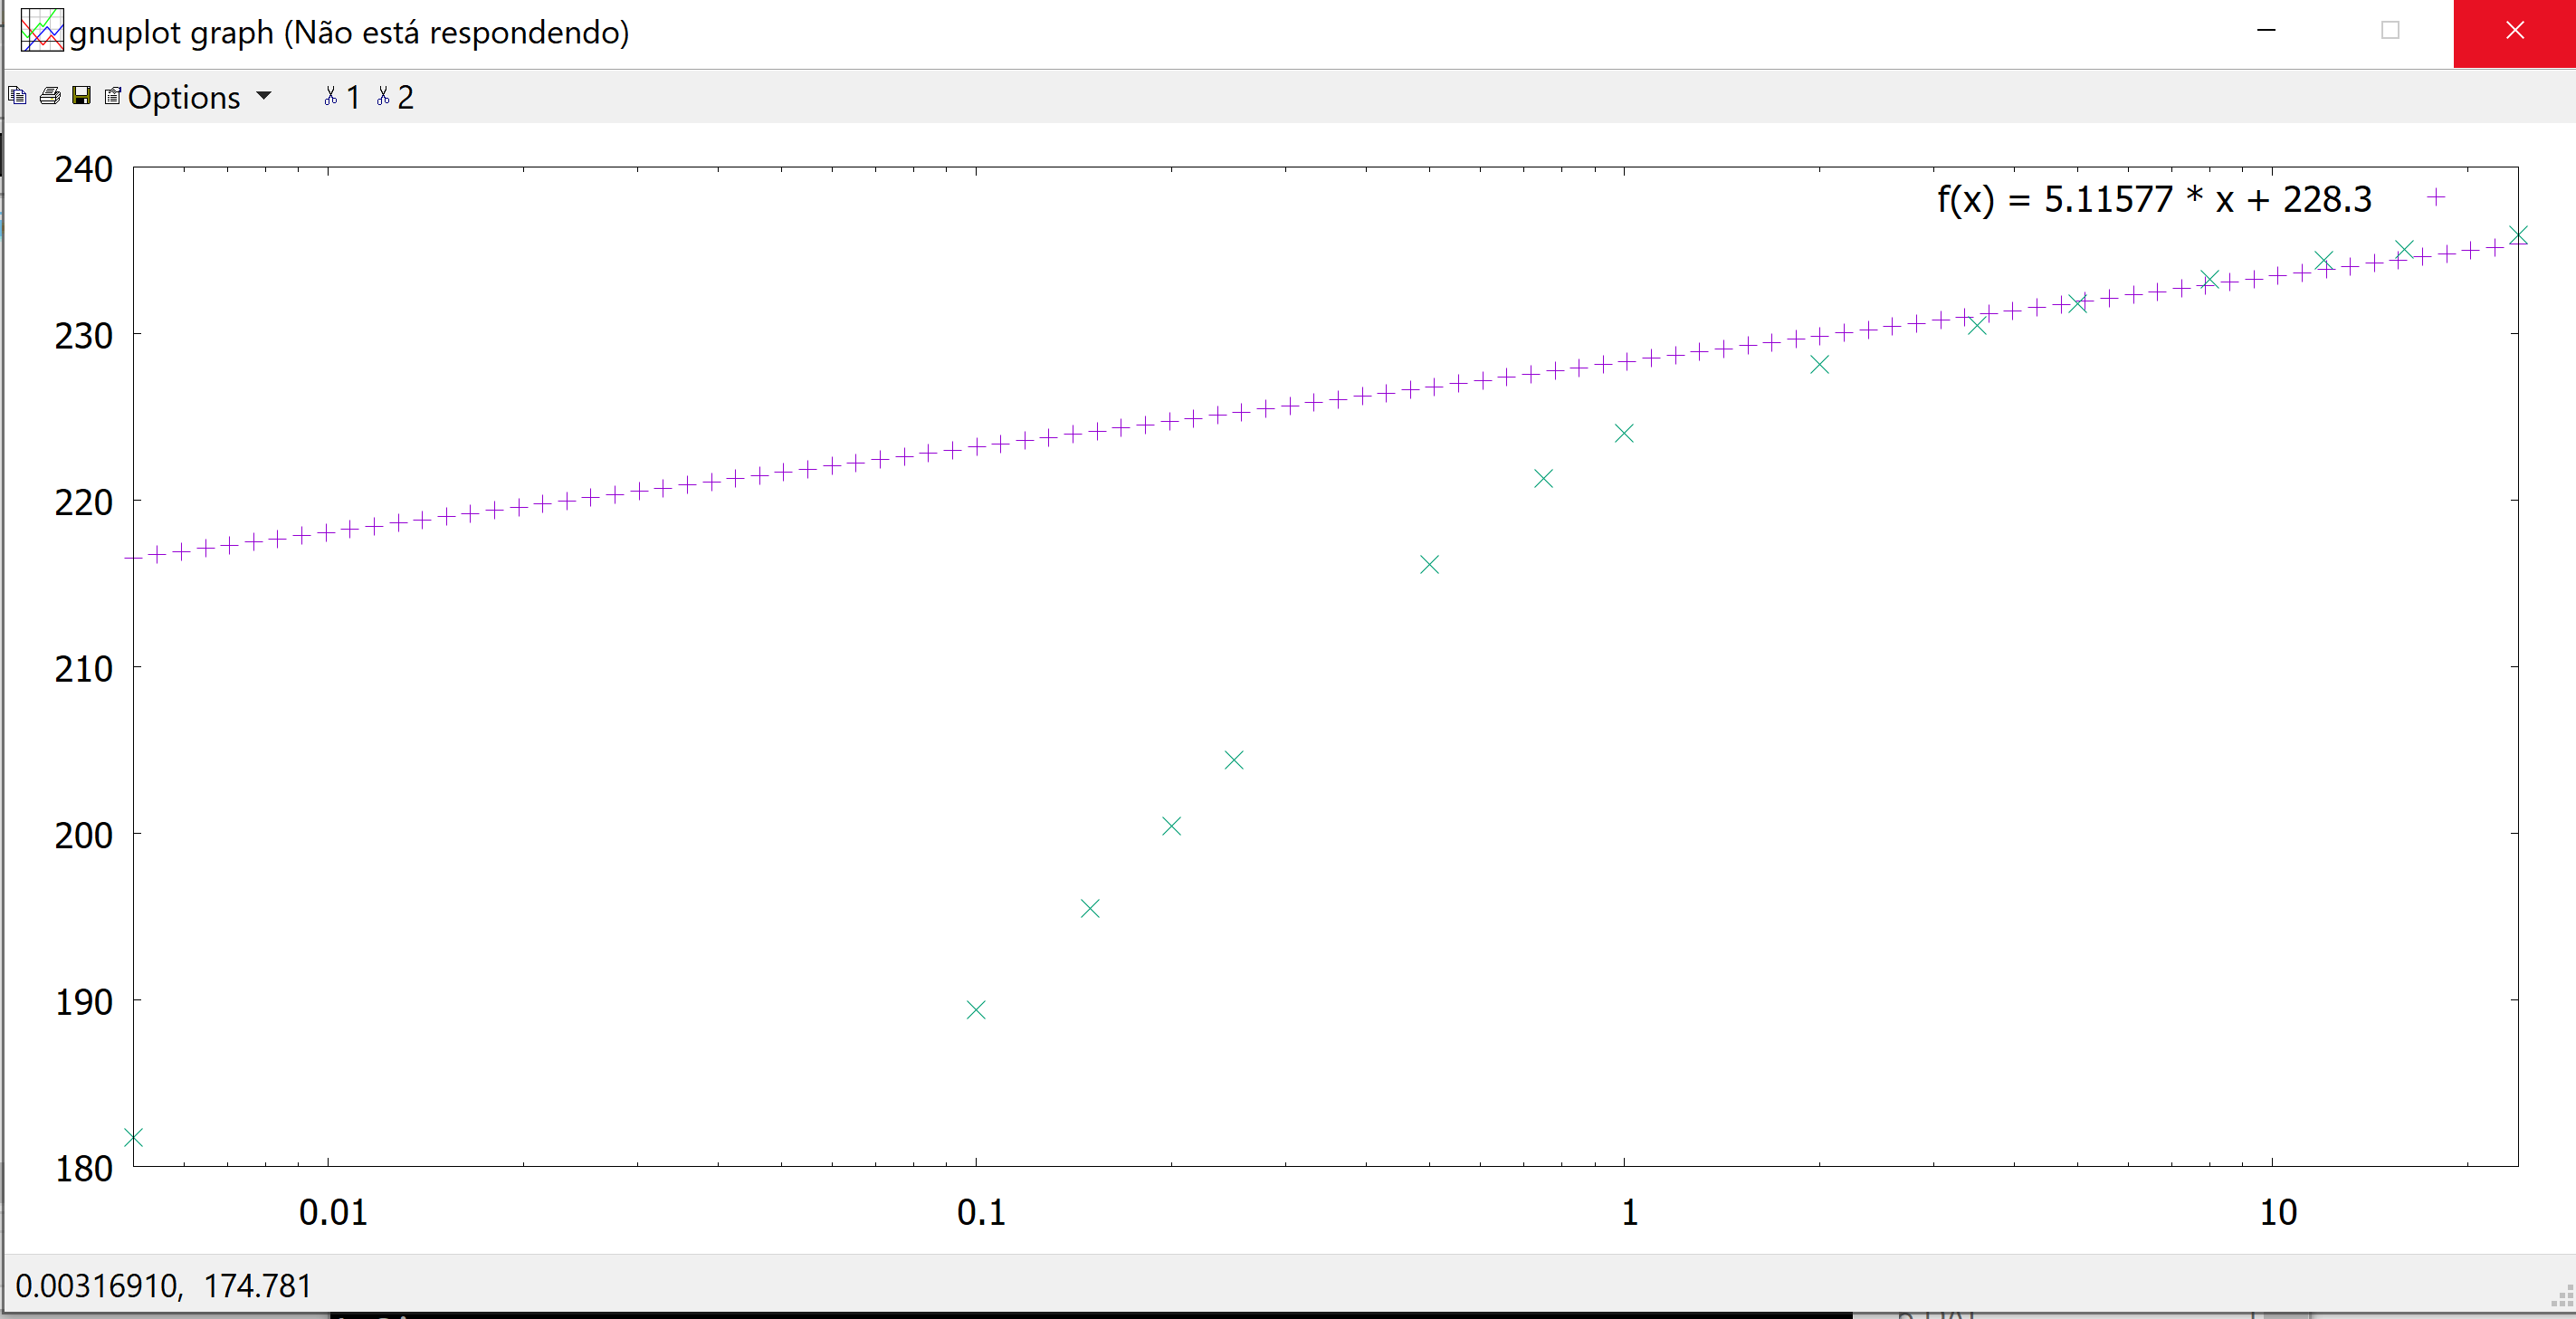 gnuplot graph (Não está respondendo)
Options 1 2
240
f(x) = 5.11577 * x + 228.3
230
220
210
200
190
180
0.01 0.1 1 10
0.00316910, 174.781